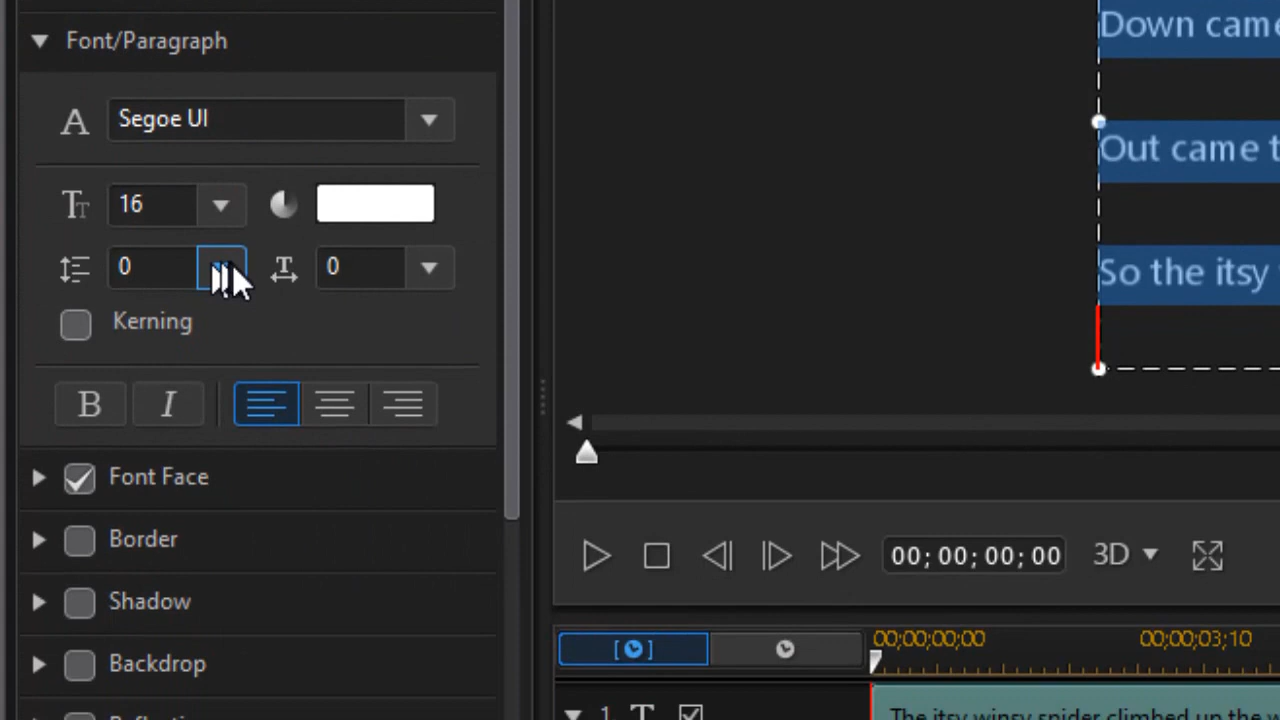 Font/Paragraph
Segoe UI
16
0
0
Kerning
B
I
Font Face
Border
Shadow
Backdrop
Down came
Out came t
So the itsy
00;00;00;00
3D
00;00;00;00
00;00;03;10
1
The itsy winsy spider climbed up the w